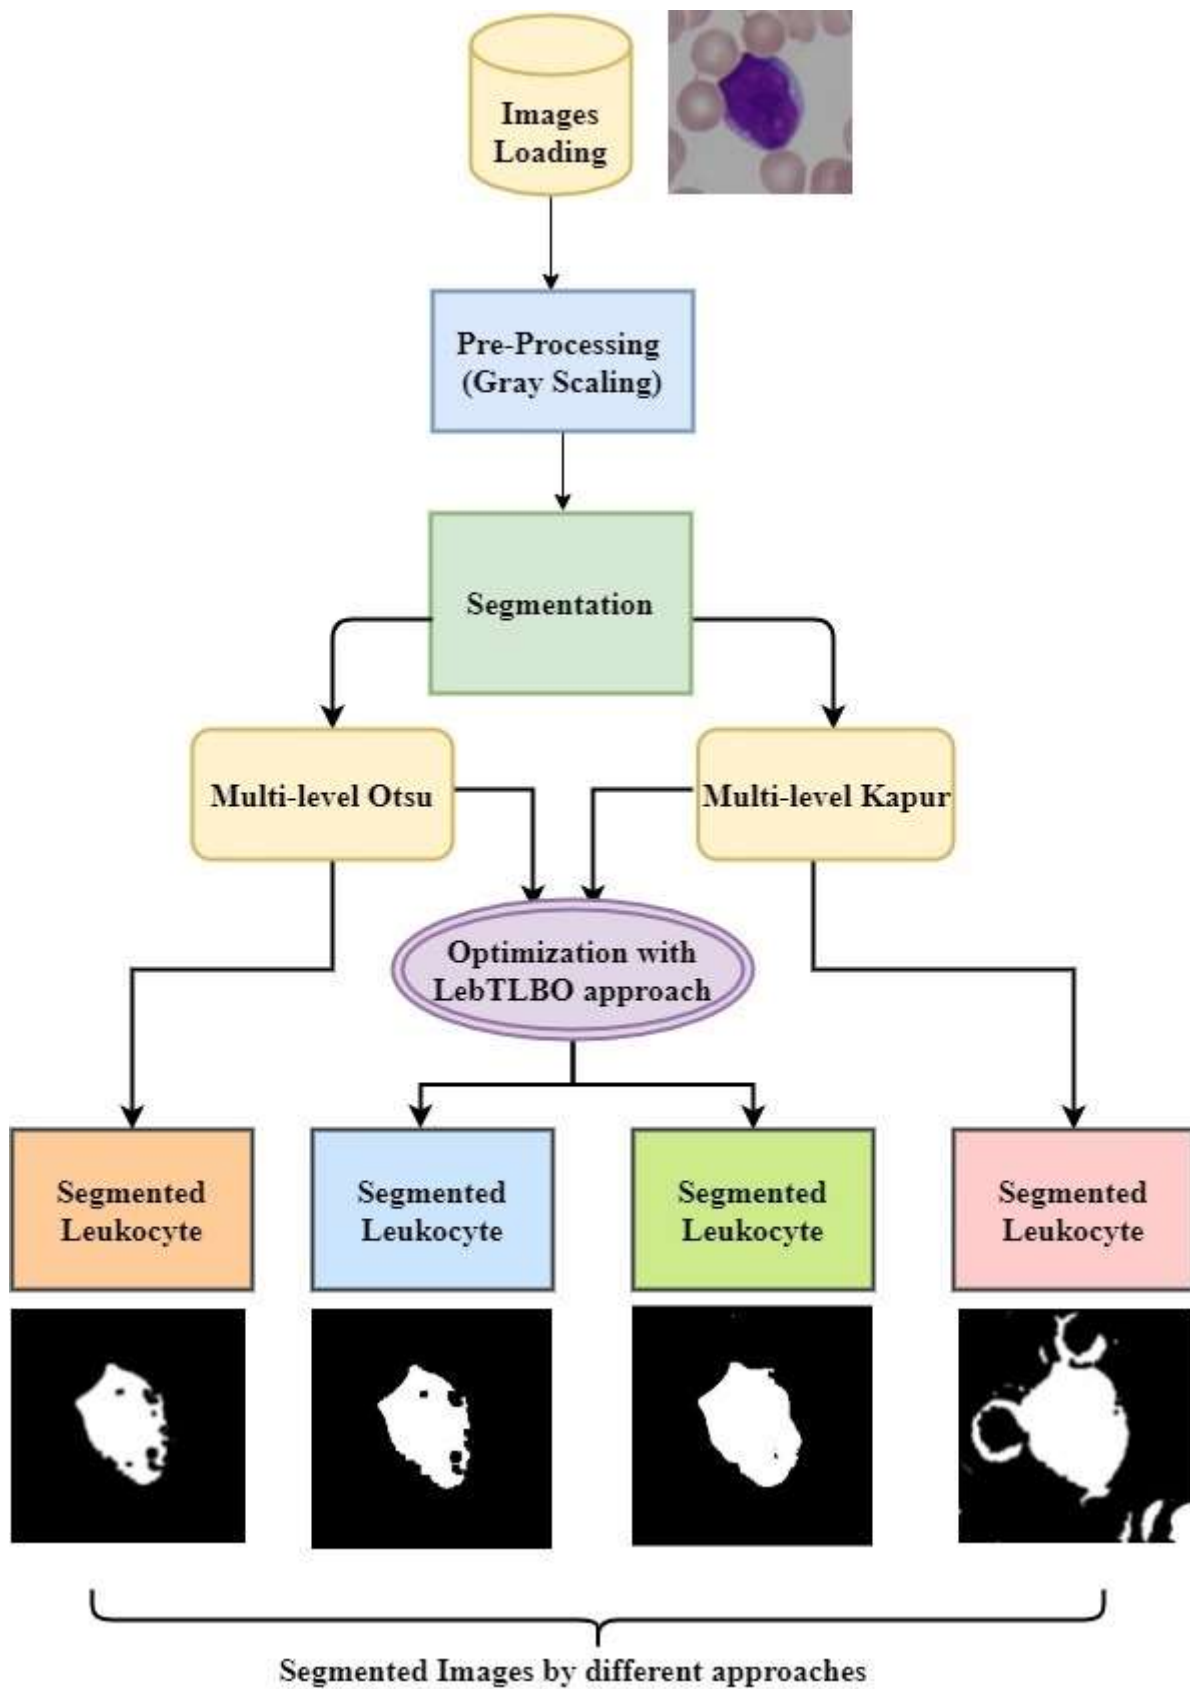 Images
Loading
Pre-Processing
(Gray Scaling)
Segmentation
Multi-level Otsu
Multi-level Kapur
Optimization with
LebTLBO approach
Segmented
Leukocyte
Segmented
Leukocyte
Segmented
Leukocyte
Segmented
Leukocyte
Segmented Images by different approaches